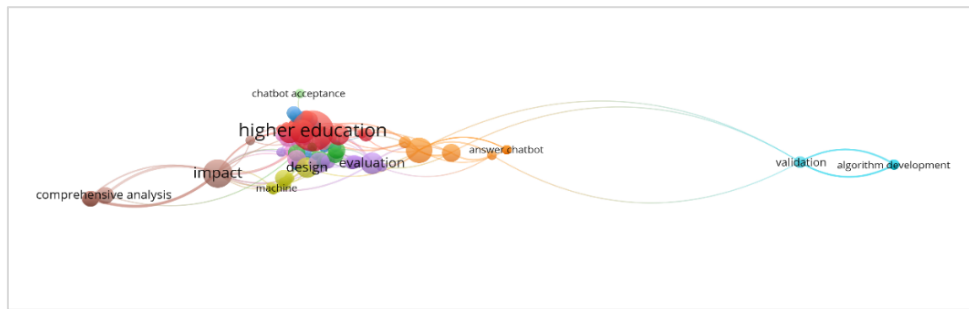 chatbot acceptance
higher education
answer chatbot
evaluation
validation
algorithm development
design
impact
machine
comprehensive analysis